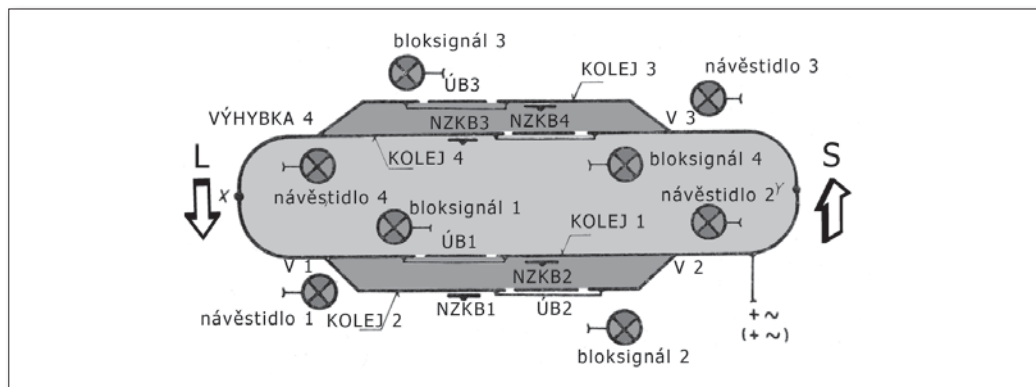 bloksignál 3
KOLEJ 3
návěstidlo 3
ÚB3
VÝHYBKA 4
NZKB3
NZKB4
V 3
L
KOLEJ 4
bloksignál 4
S
X
návěstidlo 4
návěstidlo 2
Y
bloksignál 1
KOLEJ 1
ÚB1
V 1
NZKB2
V 2
návěstidlo 1
KOLEJ 2
NZKB1
ÚB2
+ ~
(+ ~)
bloksignál 2